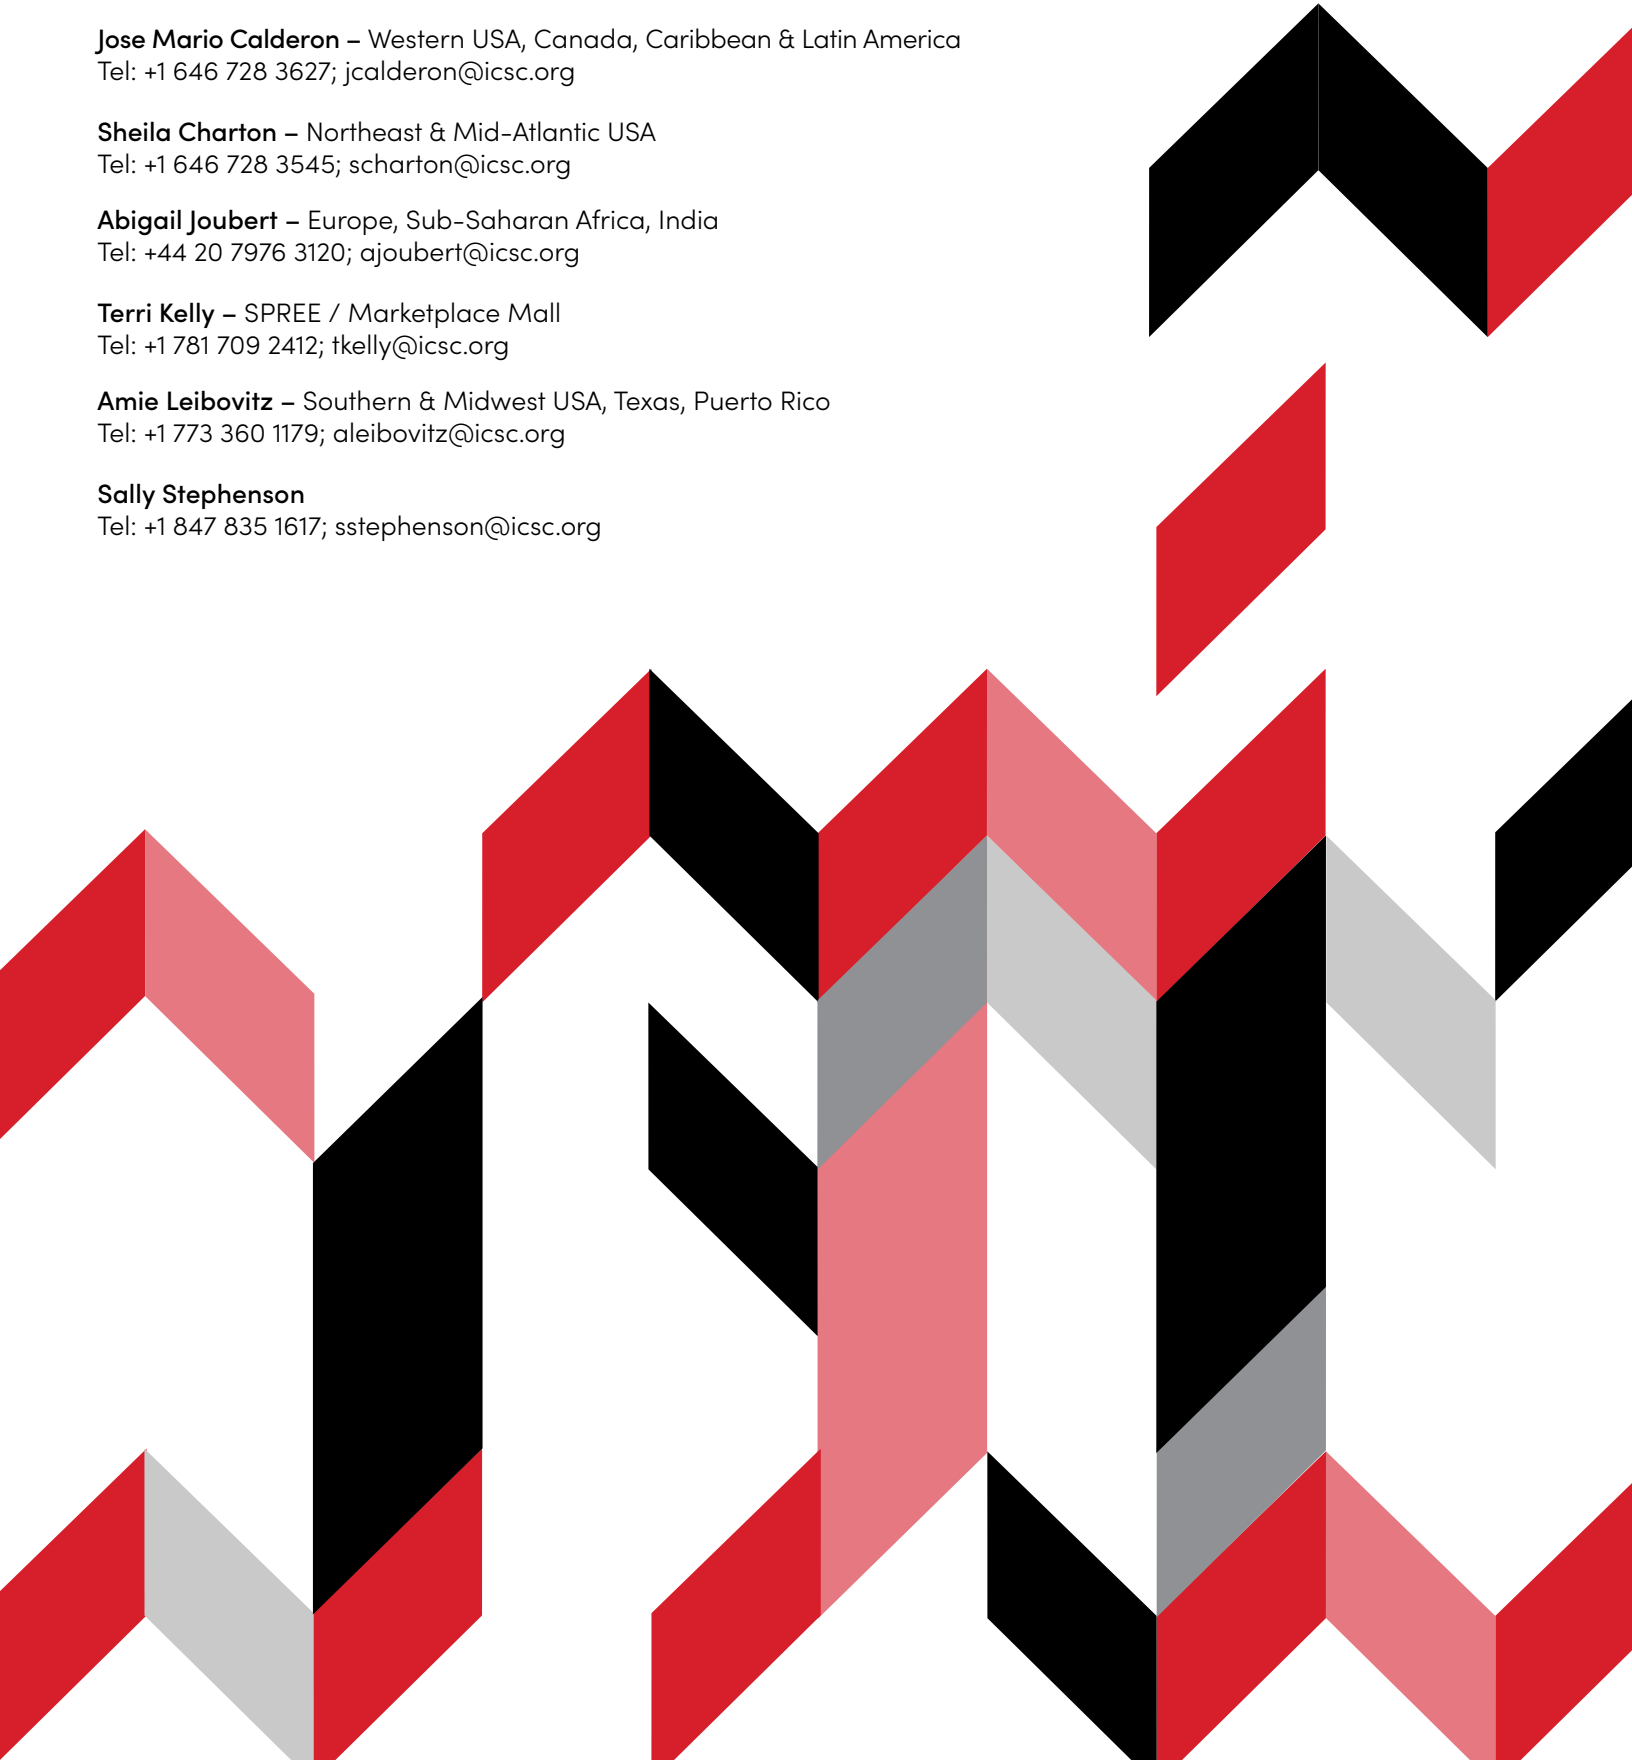 Jose Mario Calderon – Western USA, Canada, Caribbean & Latin America
Tel: +1 646 728 3627; jcalderon@icsc.org
Sheila Charton – Northeast & Mid-Atlantic USA
Tel: +1 646 728 3545; scharton@icsc.org
Abigail Joubert – Europe, Sub-Saharan Africa, India
Tel: +44 20 7976 3120; ajoubert@icsc.org
Terri Kelly – SPREE / Marketplace Mall
Tel: +1 781 709 2412; tkelly@icsc.org
Amie Leibovitz – Southern & Midwest USA, Texas, Puerto Rico
Tel: +1 773 360 1179; aleibovitz@icsc.org
Sally Stephenson
Tel: +1 847 835 1617; sstephenson@icsc.org